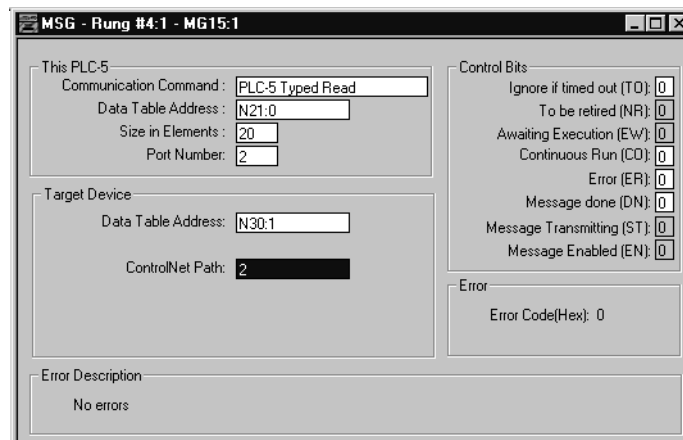 MSG - Rung #4:1 - MG15:1
This PLC-5
Communication Command : PLC-5 Typed Read
Data Table Address : N21:0
Size in Elements : 20
Port Number: 2
Target Device
Data Table Address: N30:1
ControlNet Path: 2
Control Bits
Ignore if timed out (TO): 0
To be retired (NR): 0
Awaiting Execution (EW): 0
Continuous Run (CO): 0
Error (ER): 0
Message done (DN): 0
Message Transmitting (ST): 0
Message Enabled (EN): 0
Error
Error Code(Hex): 0
Error Description
No errors